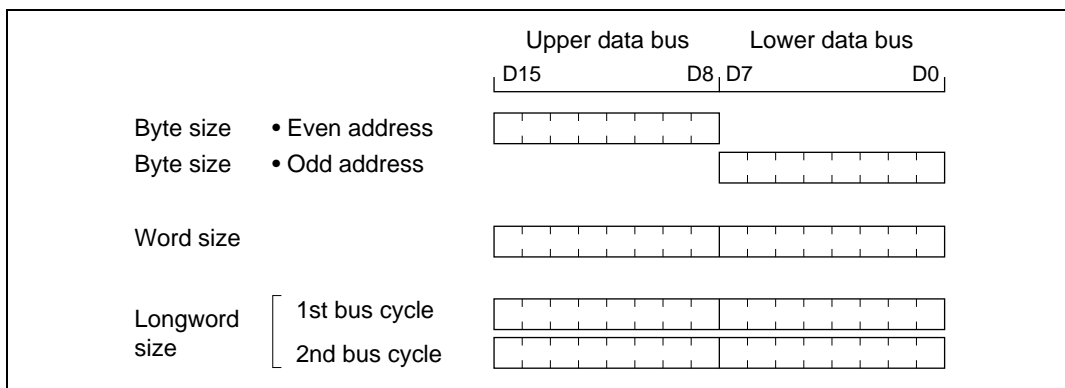 Upper data bus Lower data bus
D15 D8 D7 D0
Byte size • Even address
Byte size • Odd address
Word size
Longword size
1st bus cycle
2nd bus cycle